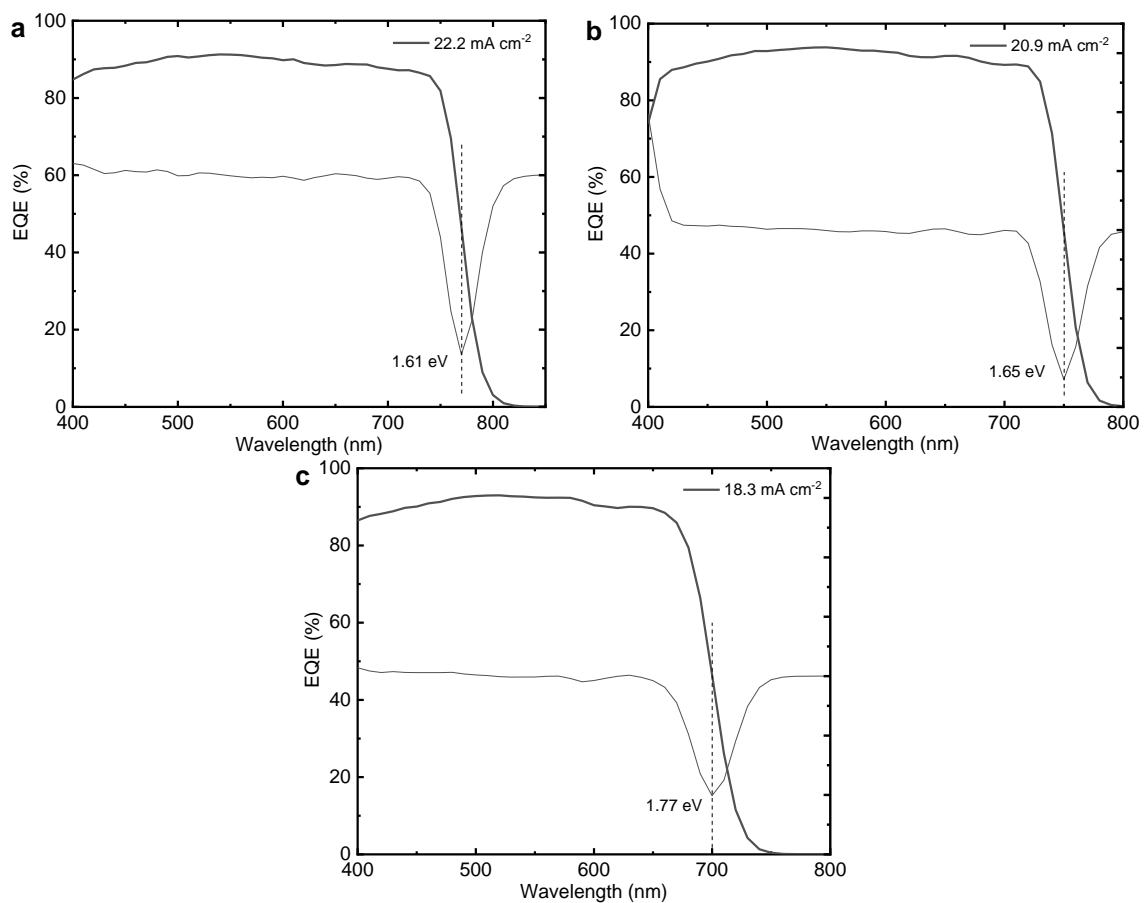 a
100
80
60
40
20
0
EQE (%)
22.2 mA cm-2
1.61 eV
400 500 600 700 800
Wavelength (nm)
b
100
80
60
40
20
0
EQE (%)
20.9 mA cm-2
1.65 eV
400 500 600 700 800
Wavelength (nm)
c
100
80
60
40
20
0
EQE (%)
18.3 mA cm-2
1.77 eV
400 500 600 700 800
Wavelength (nm)